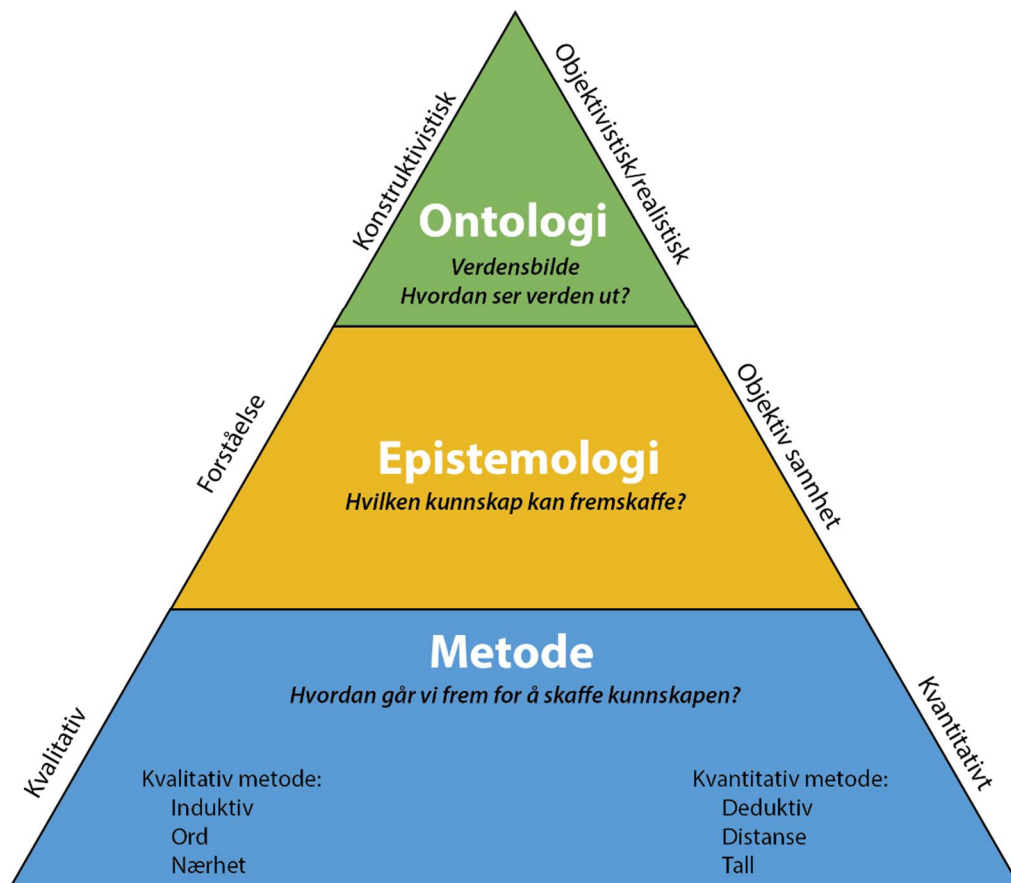 Konstruktivistisk
Objektivistisk/realistisk
Ontologi
Verdensbilde
Hvordan ser verden ut?
Forståelse
Objektiv sannhet
Epistemologi
Hvilken kunnskap kan fremskaffe?
Kvalitativ
Kvantitativt
Metode
Hvordan går vi frem for å skaffe kunnskapen?
Kvalitativ metode:
Induktiv
Ord
Nærhet
Kvantitativ metode:
Deduktiv
Distanse
Tall